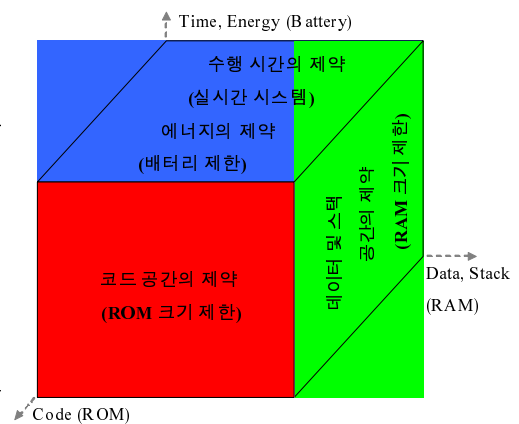 Time, Energy (Battery)
수행 시간의 제약
(실시간 시스템)
에너지의 제약
(배터리 제한)
데이터 및 스택
공간의 제약
(RAM 크기 제한)
코드 공간의 제약
(ROM 크기 제한)
Data, Stack
(RAM)
Code (ROM)